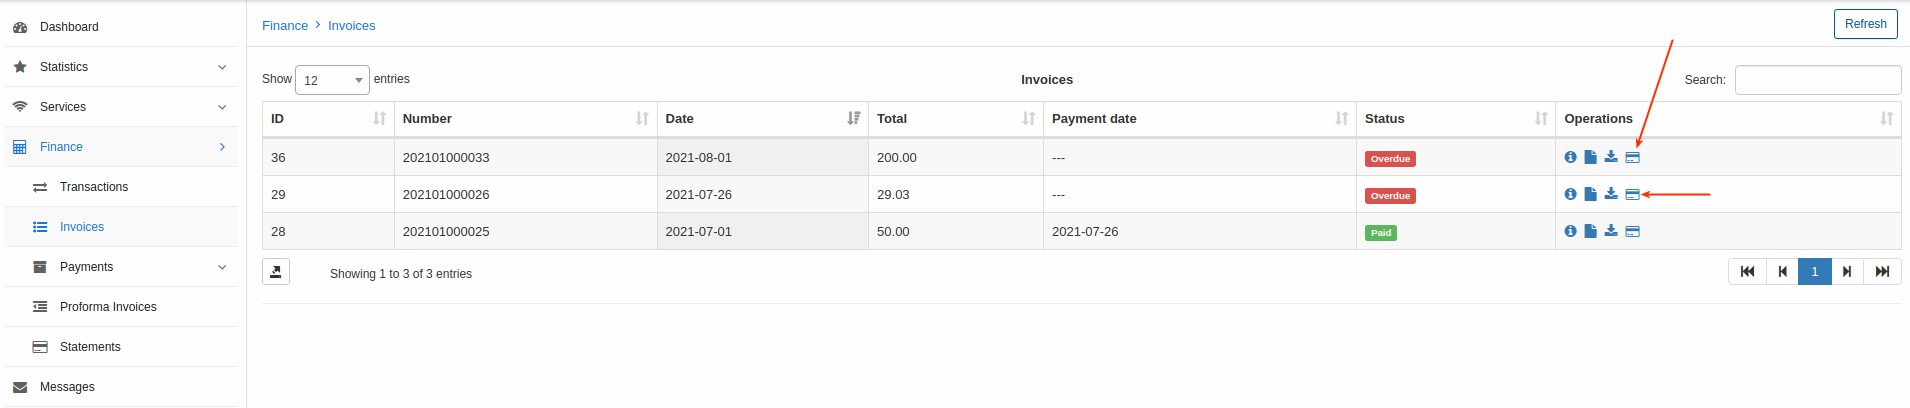 Dashboard
Statistics
Services
Finance
Transactions
Invoices
Payments
Proforma Invoices
Statements
Messages
Finance > Invoices
Refresh
Show 12 entries
Invoices
Search:
ID Number Date Total Payment date Status Operations
36 202101000033 2021-08-01 200.00 --- Overdue
29 202101000026 2021-07-26 29.03 --- Overdue
28 202101000025 2021-07-01 50.00 2021-07-26 Paid
Showing 1 to 3 of 3 entries
1